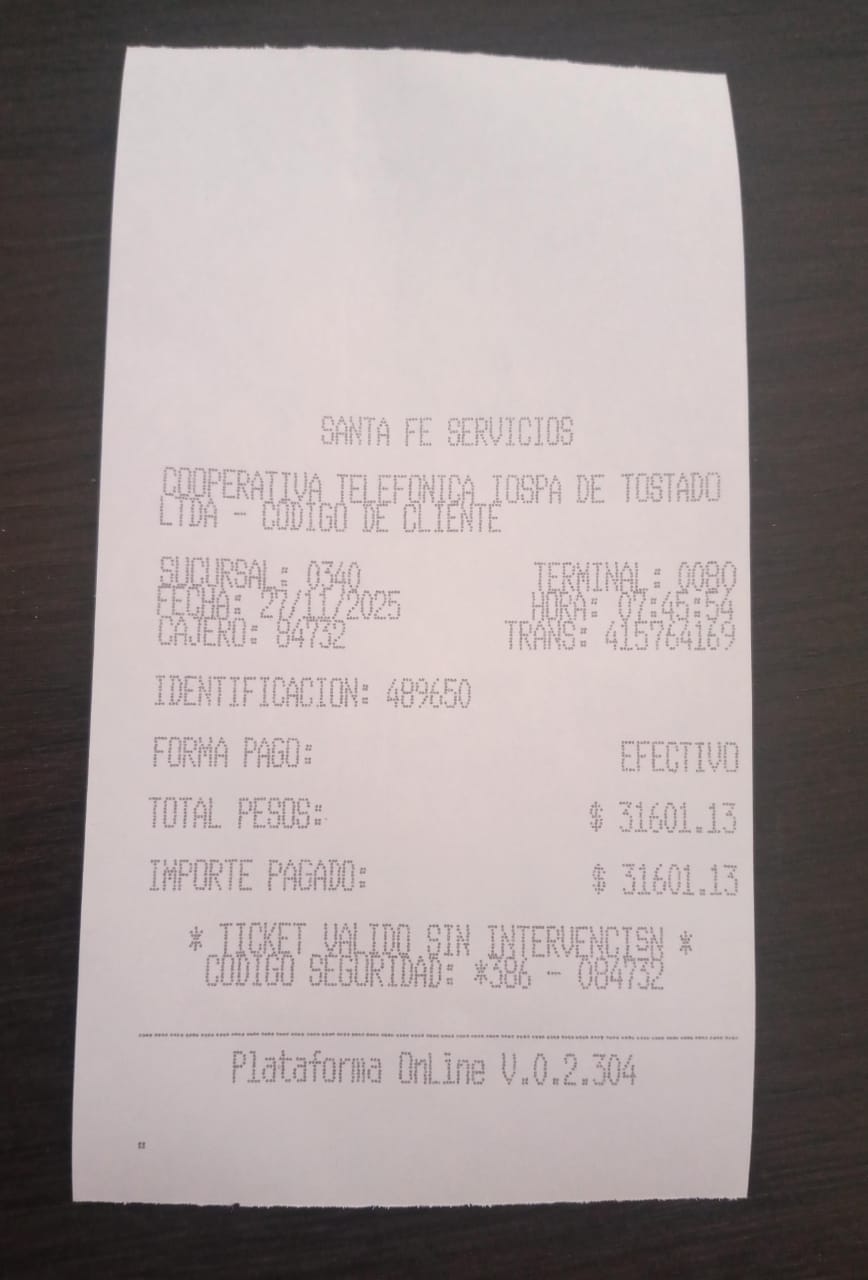 SANTA FE SERVICIOS
COOPERATIVA TELEFONICA IOSPA DE TOSTADO
LTDA - CODIGO DE CLIENTE
SUCURSAL: 0340 TERMINAL: 0080
FECHA: 27/11/2025 HORA: 07:45:54
CAJERO: 84732 TRANS: 415764169
IDENTIFICACION: 489650
FORMA PAGO: EFECTIVO
TOTAL PESOS: $ 31601.13
IMPORTE PAGADO: $ 31601.13
* TICKET VALIDO SIN INTERVENCISN *
CODIGO SEGURIDAD: *386 - 084732
Plataforma OnLine V.0.2.304
"